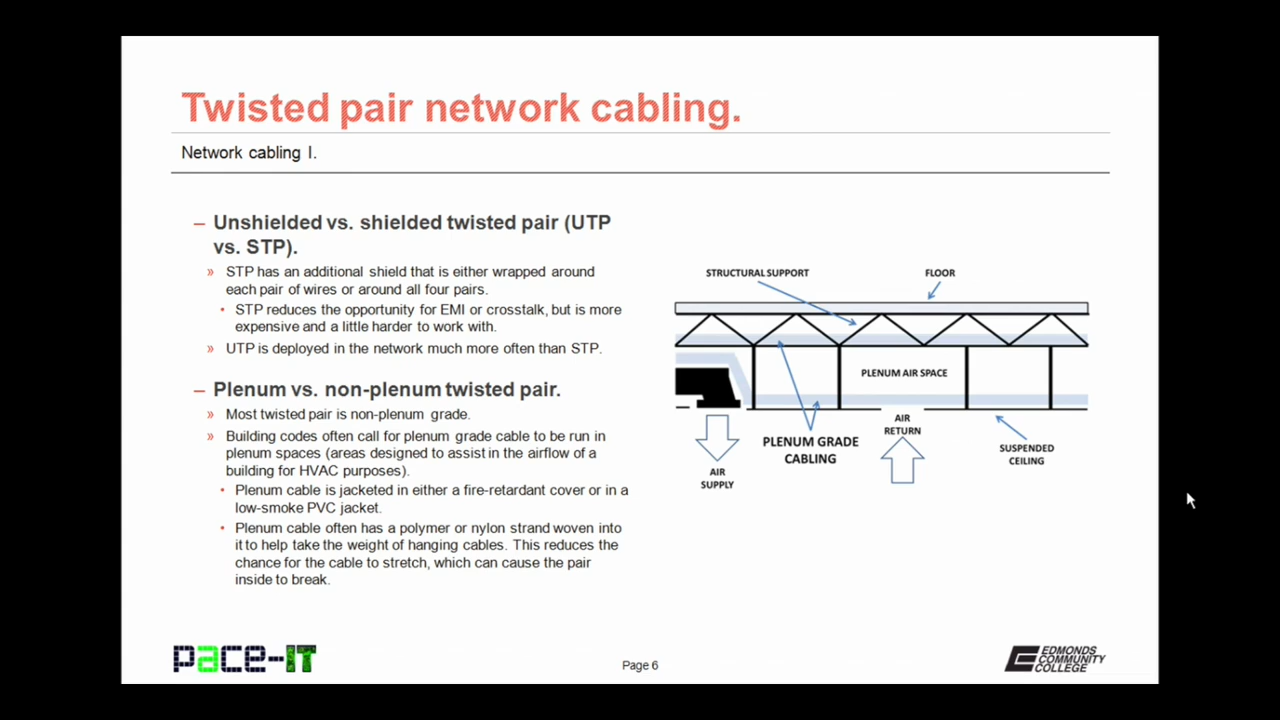 Twisted pair network cabling.
Network cabling I.
– Unshielded vs. shielded twisted pair (UTP
vs. STP).
» STP has an additional shield that is either wrapped around
each pair of wires or around all four pairs.
• STP reduces the opportunity for EMI or crosstalk, but is more
expensive and a little harder to work with.
» UTP is deployed in the network much more often than STP.
– Plenum vs. non-plenum twisted pair.
» Most twisted pair is non-plenum grade.
» Building codes often call for plenum grade cable to be run in
plenum spaces (areas designed to assist in the airflow of a
building for HVAC purposes).
• Plenum cable is jacketed in either a fire-retardant cover or in a
low-smoke PVC jacket.
• Plenum cable often has a polymer or nylon strand woven into
it to help take the weight of hanging cables. This reduces the
chance for the cable to stretch, which can cause the pair
inside to break.
STRUCTURAL SUPPORT
FLOOR
PLENUM AIR SPACE
PLENUM GRADE
CABLING
AIR
RETURN
SUSPENDED
CEILING
AIR
SUPPLY
pace-IT
Page 6
EDMONDS
COMMUNITY
COLLEGE